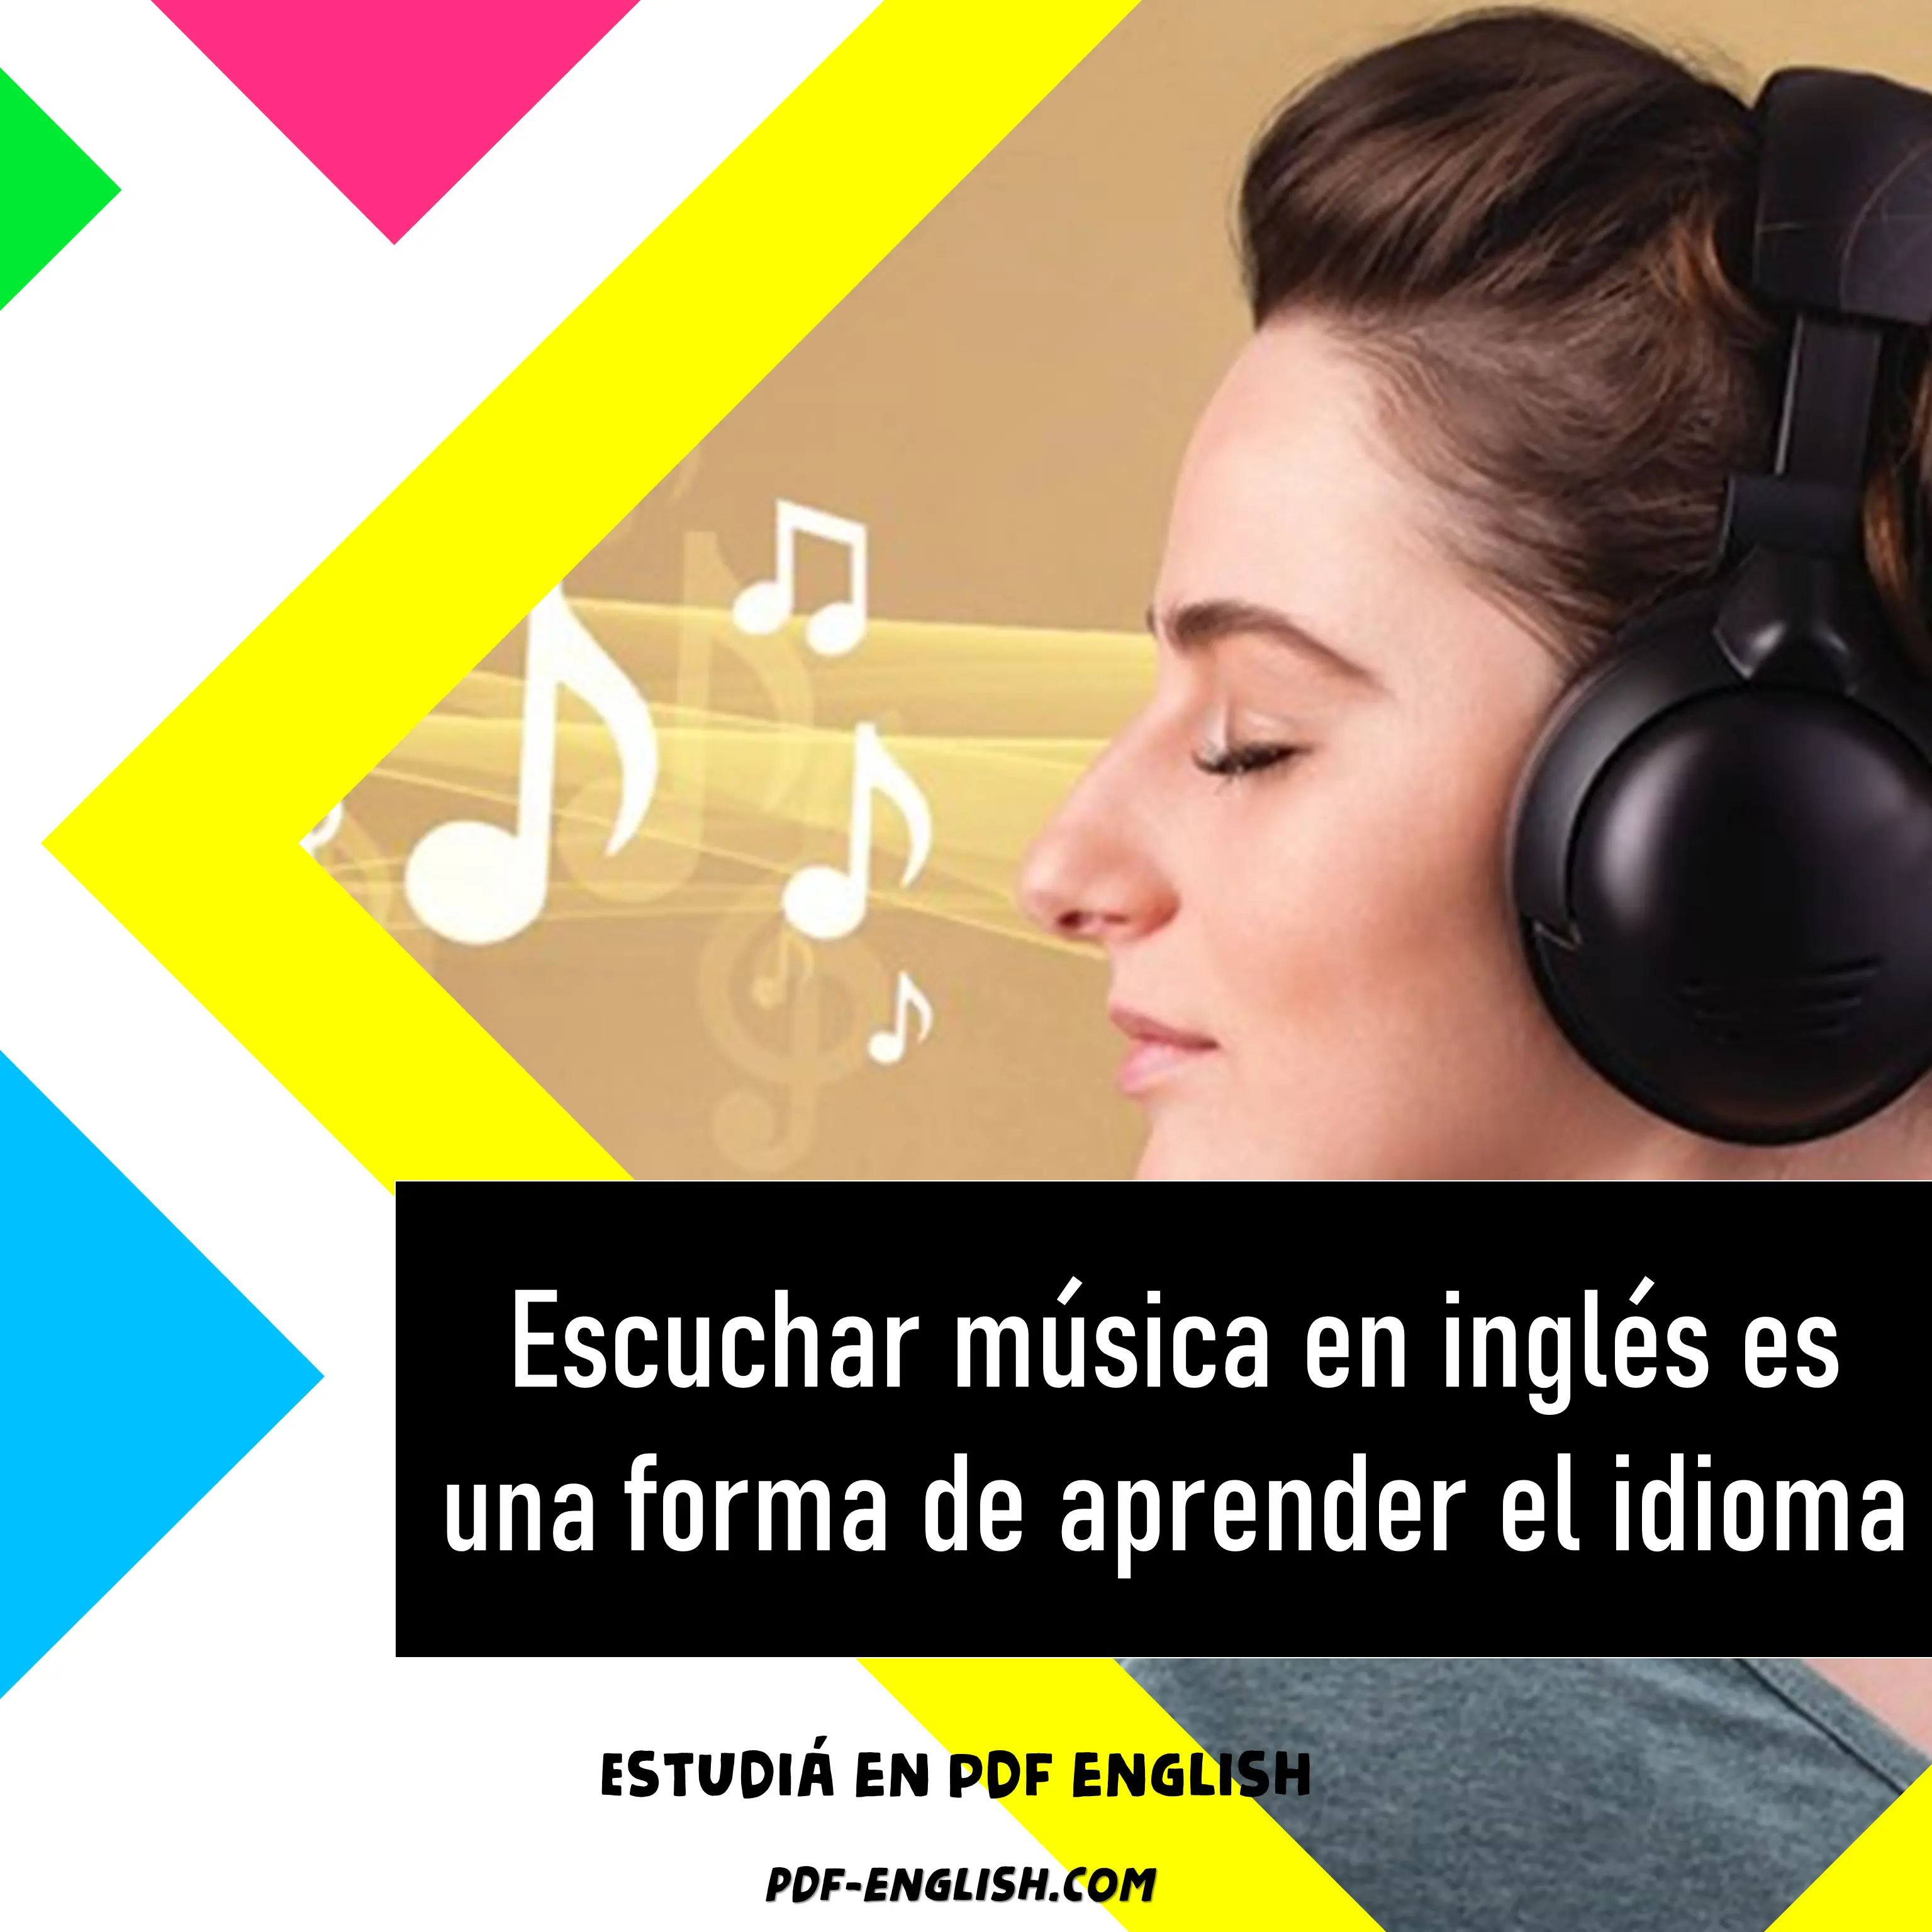 Escuchar música en inglés es
una forma de aprender el idioma
ESTUDIÁ EN PDF ENGLISH
PDF-ENGLISH.COM